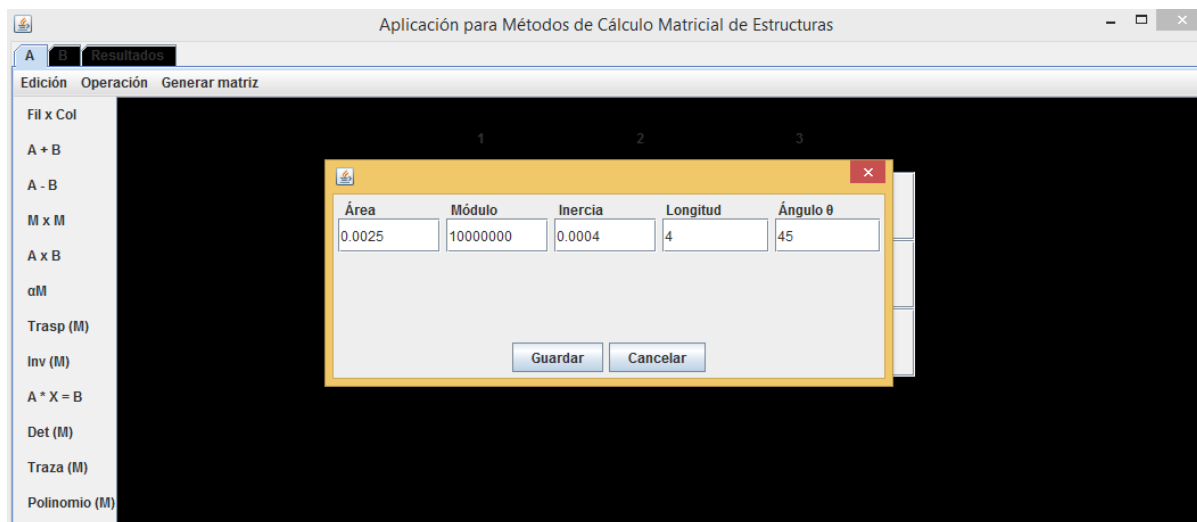 Aplicación para Métodos de Cálculo Matricial de Estructuras
A B Resultados
Edición Operación Generar matriz
Fil x Col
1 2 3
A + B
A - B
Área Módulo Inercia Longitud Ángulo θ
M x M
0.0025 10000000 0.0004 4 45
A x B
αM
Trasp (M)
Guardar Cancelar
Inv (M)
A * X = B
Det (M)
Traza (M)
Polinomio (M)